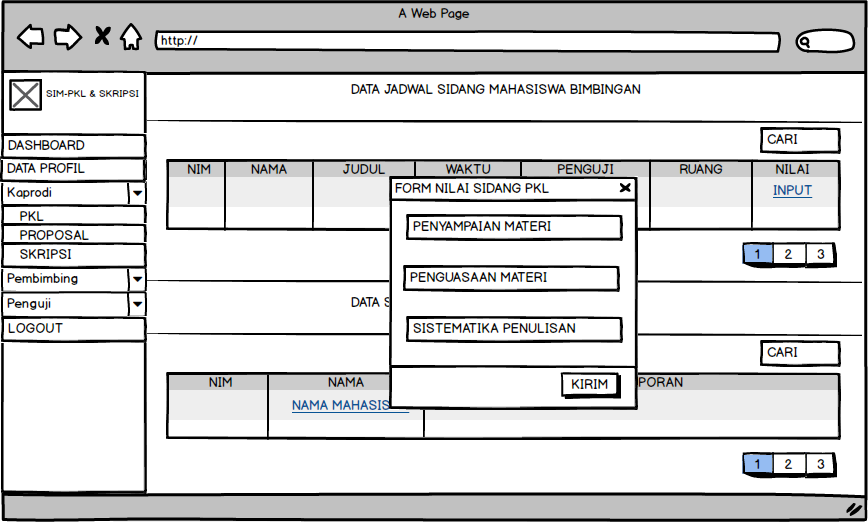 A Web Page
http://
SIM-PKL & SKRIPSI
DASHBOARD
DATA PROFIL
Kaprodi
PKL
PROPOSAL
SKRIPSI
Pembimbing
Penguji
LOGOUT
DATA JADWAL SIDANG MAHASISWA BIMBINGAN
CARI
NIM NAMA JUDUL WAKTU PENGUJI RUANG NILAI
INPUT
1 2 3
FORM NILAI SIDANG PKL
PENYAMPAIAN MATERI
PENGUASAAN MATERI
SISTEMATIKA PENULISAN
KIRIM
DATA
CARI
NIM NAMA PORAN
NAMA MAHASIS
1 2 3